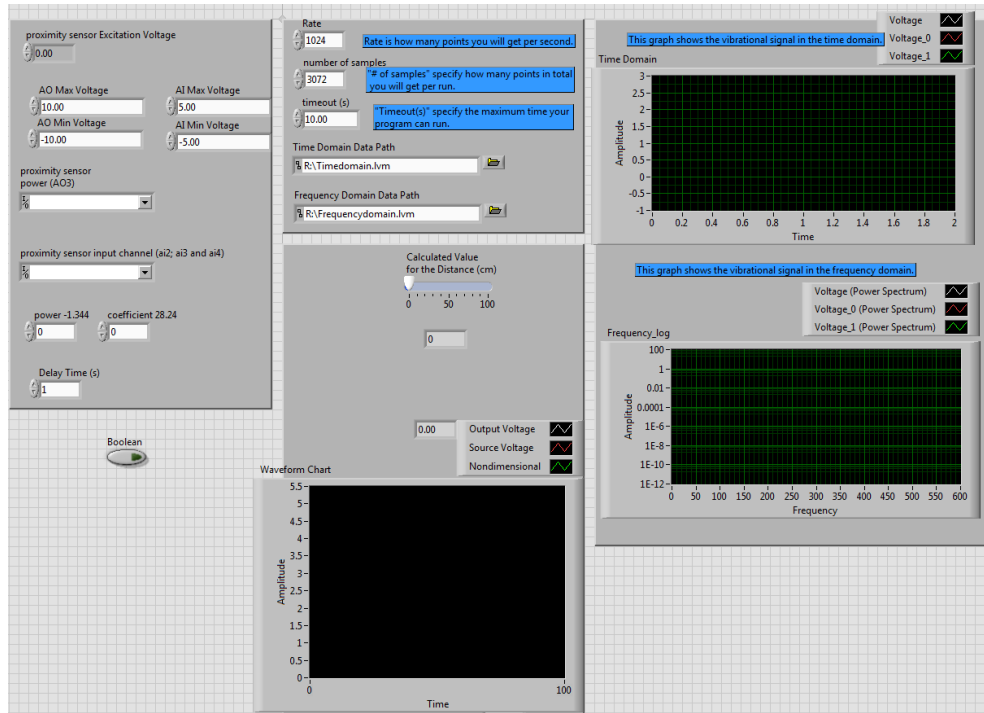 proximity sensor Excitation Voltage
0.00
AO Max Voltage
10.00
AI Max Voltage
5.00
AO Min Voltage
-10.00
AI Min Voltage
-5.00
proximity sensor
power (AO3)
proximity sensor input channel (ai2; ai3 and ai4)
power -1.344
0
coefficient 28.24
0
Delay Time (s)
1
Boolean
Rate
1024
Rate is how many points you will get per second.
number of samples
3072
"# of samples" specify how many points in total
you will get per run.
timeout (s)
10.00
"Timeout(s)" specify the maximum time your
program can run.
Time Domain Data Path
R:\Timedomain.lvm
Frequency Domain Data Path
R:\Frequencydomain.lvm
Calculated Value
for the Distance (cm)
0 50 100
0
0.00
Output Voltage
Source Voltage
Nondimensional
Waveform Chart
5.5
5
4.5
4
3.5
3
2.5
2
1.5
1
0.5
0
Amplitude
0 100
Time
Voltage
Voltage_0
Voltage_1
This graph shows the vibrational signal in the time domain.
Time Domain
3
2.5
2
1.5
1
0.5
0
-0.5
-1
Amplitude
0 0.2 0.4 0.6 0.8 1 1.2 1.4 1.6 1.8 2
Time
This graph shows the vibrational signal in the frequency domain.
Voltage (Power Spectrum)
Voltage_0 (Power Spectrum)
Voltage_1 (Power Spectrum)
Frequency_log
100
1
0.01
0.0001
1E-6
1E-8
1E-10
1E-12
Amplitude
0 50 100 150 200 250 300 350 400 450 500 550 600
Frequency